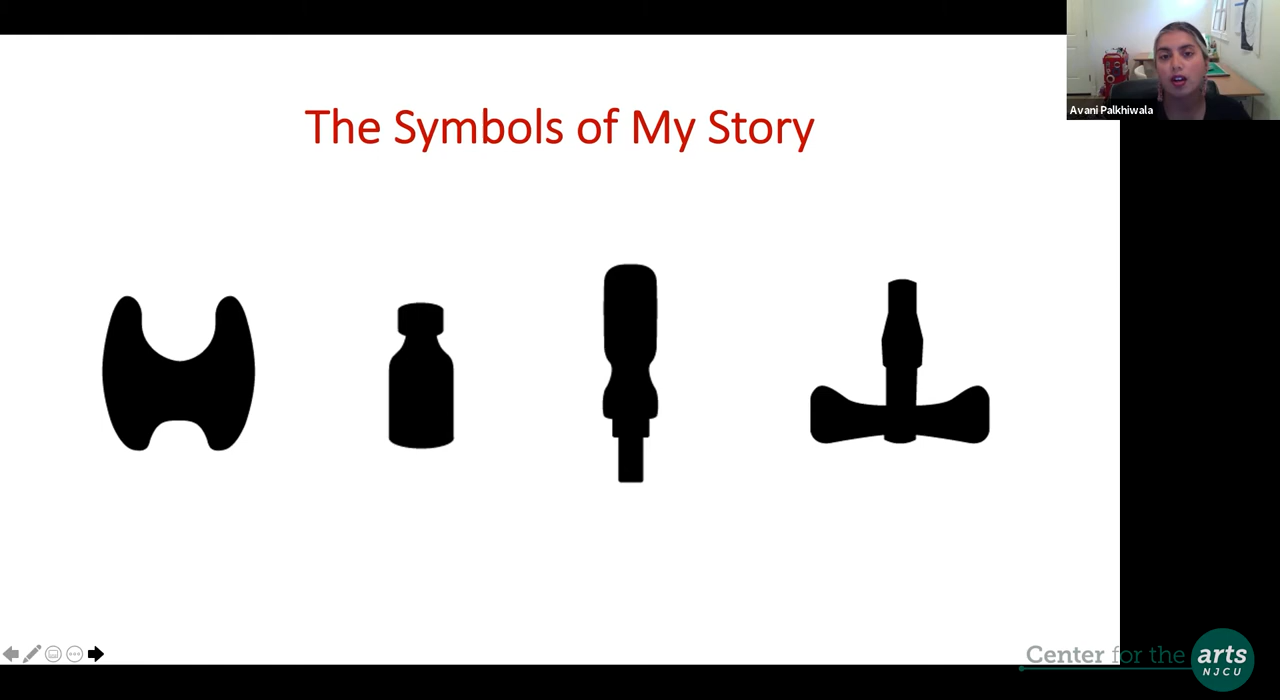 The Symbols of My Story
Avani Palkhiwala
Center for the arts
NJCU